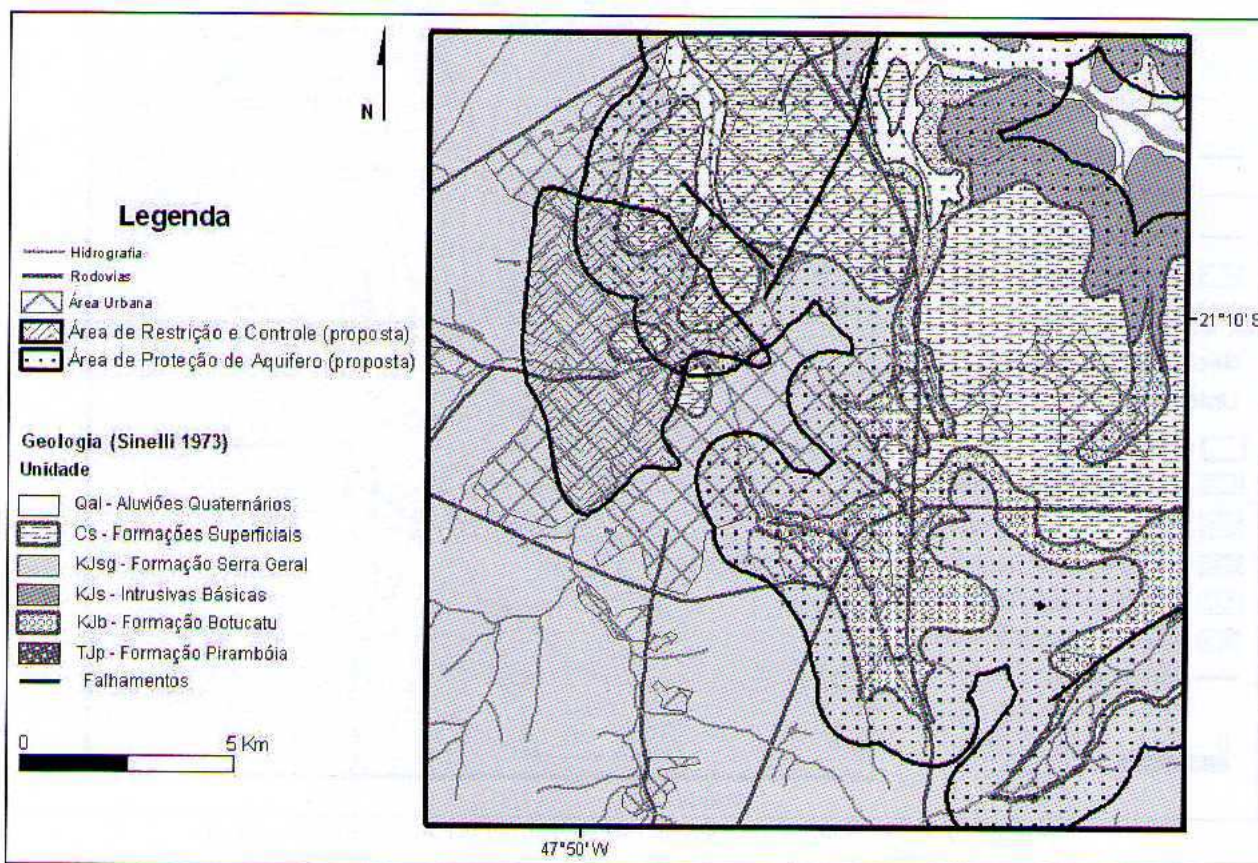 N
Legenda
Hidrografia
Rodovias
Área Urbana
Área de Restrição e Controle (proposta)
Área de Proteção de Aquifero (proposta)
Geologia (Sinelli 1973)
Unidade
Qal - Aluviões Quaternários
Cs - Formações Superficiais
KJsg - Formação Serra Geral
KJs - Intrusivas Básicas
KJb - Formação Botucatu
TJp - Formação Pirambóia
Falhamentos
0 5 Km
21°10' S
47°50' W